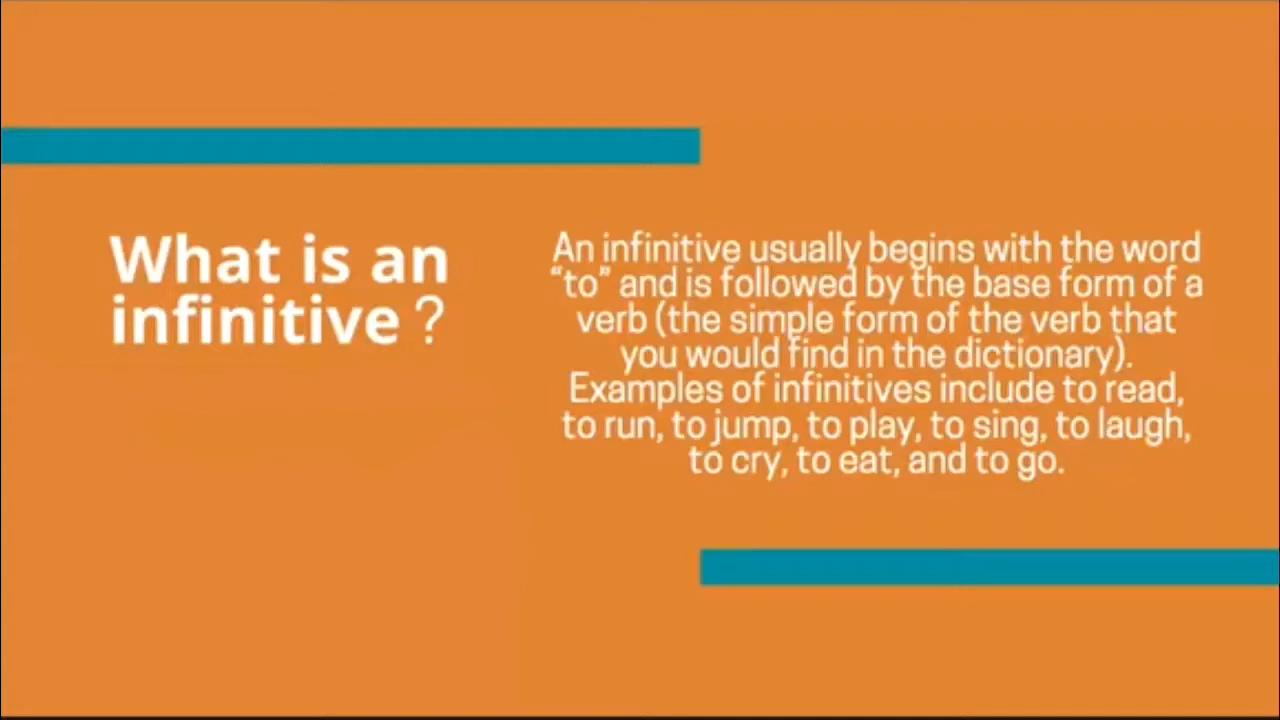 What is an
infinitive ?
An infinitive usually begins with the word
“to” and is followed by the base form of a
verb (the simple form of the verb that
you would find in the dictionary).
Examples of infinitives include to read,
to run, to jump, to play, to sing, to laugh,
to cry, to eat, and to go.